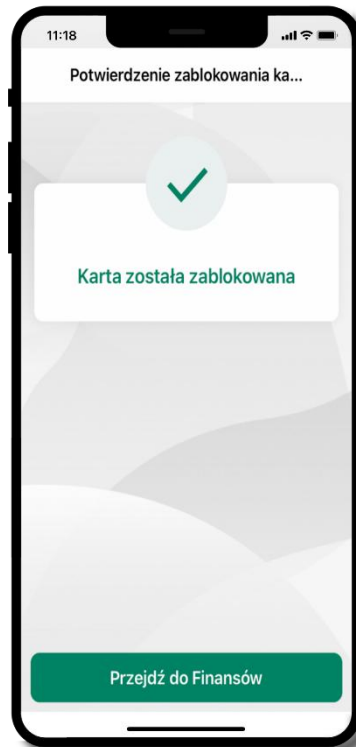 11:18
Potwierdzenie zablokowania ka...
Karta została zablokowana
Przejdź do Finansów